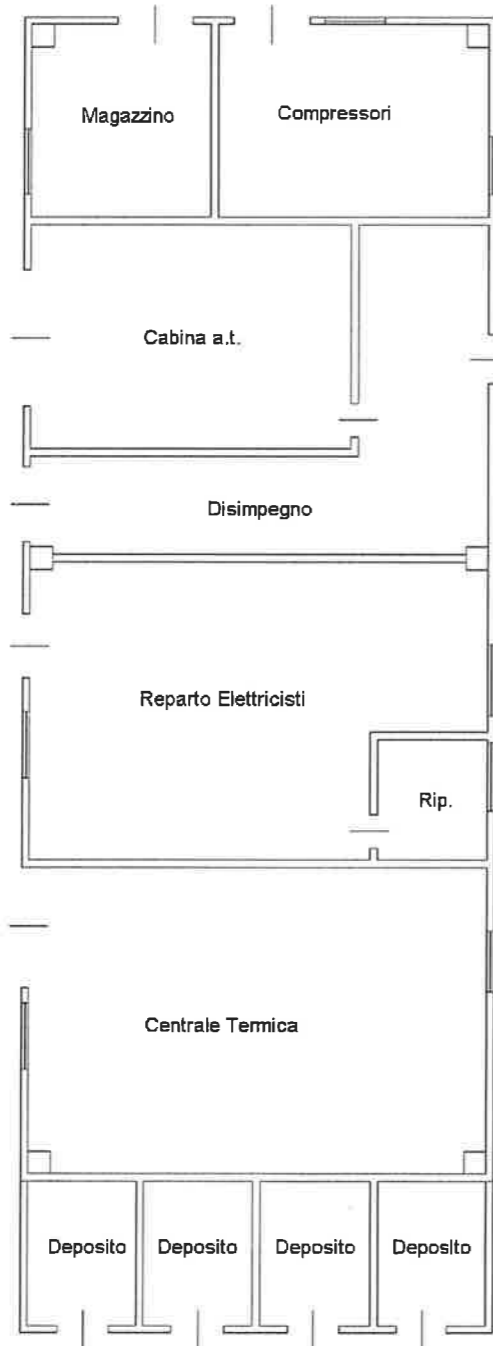 Magazzino
Compressori
Cabina a.t.
Disimpegno
Reparto Elettricisti
Rip.
Centrale Termica
Deposito
Deposito
Deposito
Deposito